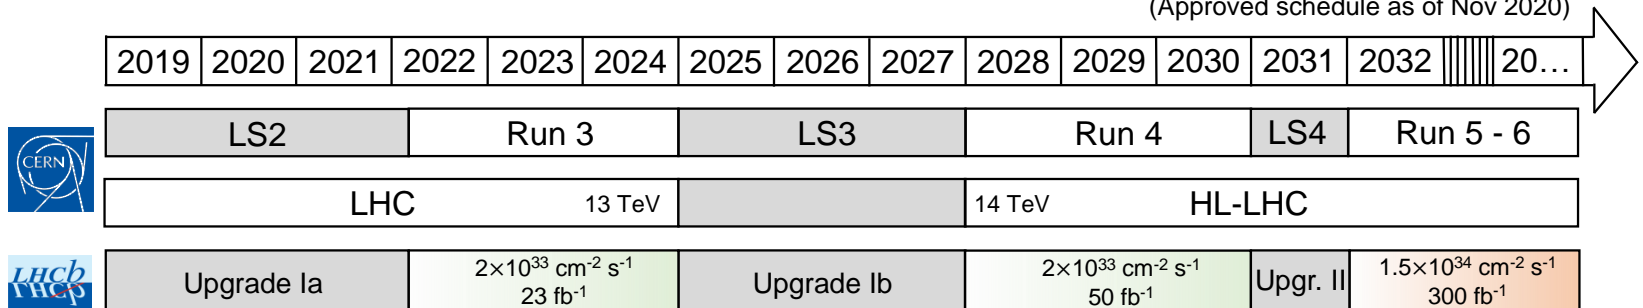 (Approved schedule as of Nov 2020)
2019 2020 2021 2022 2023 2024 2025 2026 2027 2028 2029 2030 2031 2032 20…
LS2 Run 3 LS3 Run 4 LS4 Run 5 - 6
CERN
LHC 13 TeV 14 TeV HL-LHC
LHCb
LHCp
Upgrade Ia 2×10³³ cm⁻² s⁻¹ Upgrade Ib 2×10³³ cm⁻² s⁻¹ Upgr. II 1.5×10³⁴ cm⁻² s⁻¹
23 fb⁻¹ 50 fb⁻¹ 300 fb⁻¹